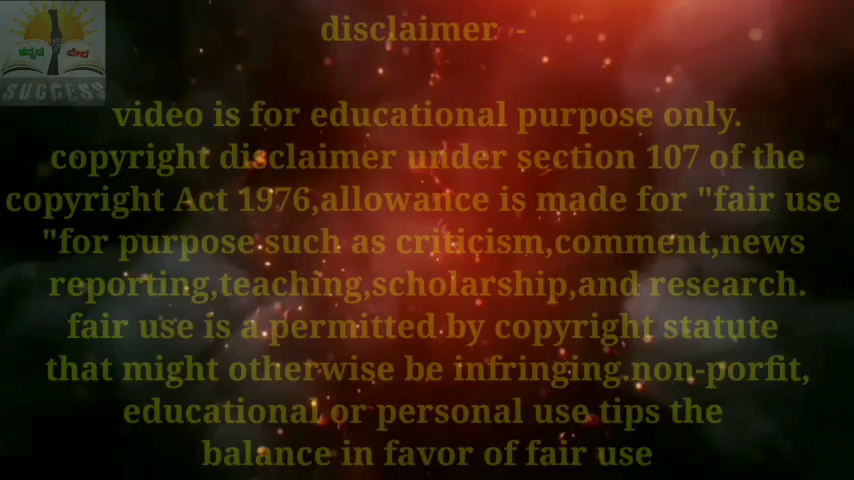 disclaimer -
ಕನ್ನಡ ವೇದ
SUCCESS
video is for educational purpose only.
copyright disclaimer under section 107 of the
copyright Act 1976,allowance is made for "fair use
"for purpose such as criticism,comment,news
reporting,teaching,scholarship,and research.
fair use is a permitted by copyright statute
that might otherwise be infringing.non-porfit,
educational or personal use tips the
balance in favor of fair use